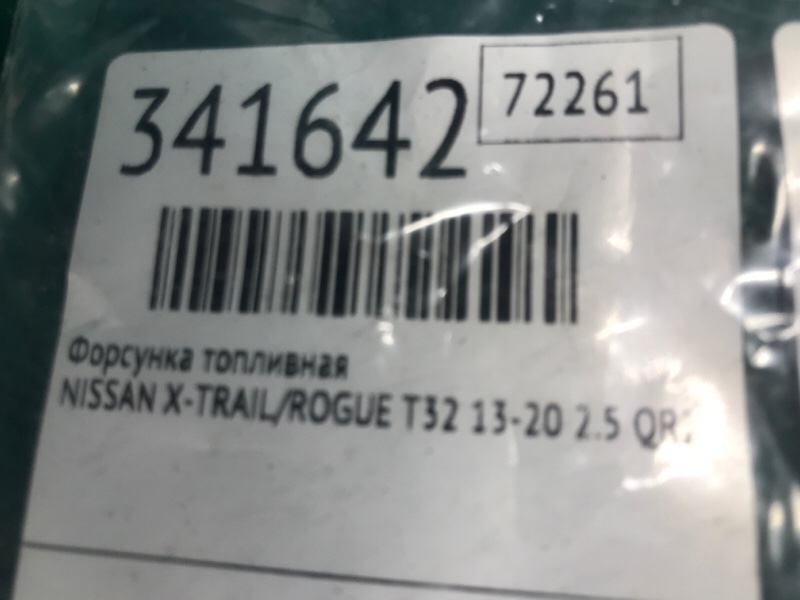 341642
72261
Форсунка топливная
NISSAN X-TRAIL/ROGUE T32 13-20 2.5